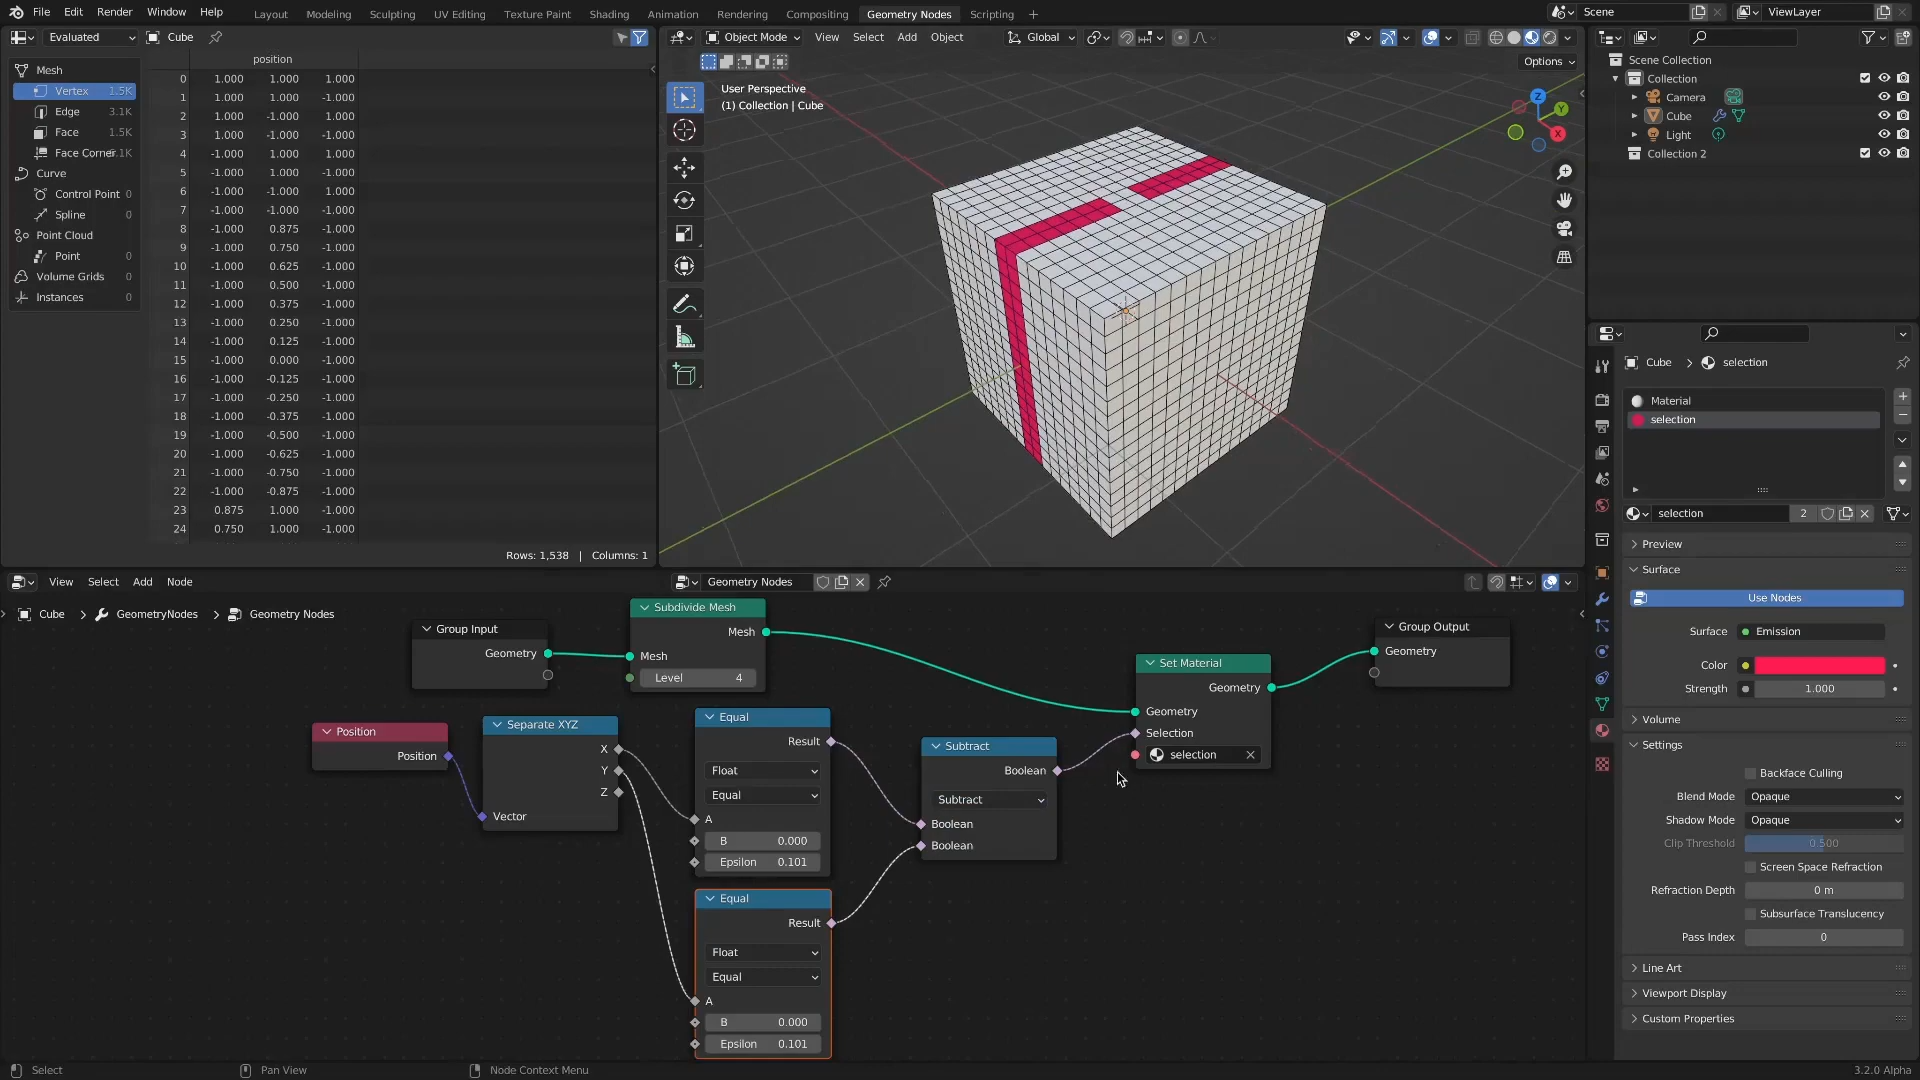 File Edit Render Window Help Layout Modeling Sculpting UV Editing Texture Paint Shading Animation Rendering Compositing Geometry Nodes Scripting Scene ViewLayer
Evaluated Cube
position
Mesh
Vertex 1.5K
Edge 3.1K
Face 1.5K
Face Corner
Curve
Control Point 0
Spline 0
Point Cloud
Point 0
Volume Grids 0
Instances 0
0 1.000 1.000 1.000
1 1.000 1.000 -1.000
2 1.000 -1.000 1.000
3 1.000 -1.000 -1.000
4 -1.000 1.000 1.000
5 -1.000 1.000 -1.000
6 -1.000 -1.000 1.000
7 -1.000 -1.000 -1.000
8 -1.000 0.875 -1.000
9 -1.000 0.750 -1.000
10 -1.000 0.625 -1.000
11 -1.000 0.500 -1.000
12 -1.000 0.375 -1.000
13 -1.000 0.250 -1.000
14 -1.000 0.125 -1.000
15 -1.000 0.000 -1.000
16 -1.000 -0.125 -1.000
17 -1.000 -0.250 -1.000
18 -1.000 -0.375 -1.000
19 -1.000 -0.500 -1.000
20 -1.000 -0.625 -1.000
21 -1.000 -0.750 -1.000
22 -1.000 -0.875 -1.000
23 0.875 1.000 -1.000
24 0.750 1.000 -1.000
Rows: 1,538 | Columns: 1
Object Mode View Select Add Object Global
Options
User Perspective
(1) Collection | Cube
Z
Y
X
Scene Collection
Collection
Camera
Cube
Light
Collection 2
Cube > selection
Material
selection
selection 2
Preview
Surface
Use Nodes
Surface Emission
Color
Strength 1.000
Volume
Settings
Backface Culling
Blend Mode Opaque
Shadow Mode Opaque
Clip Threshold 0.500
Screen Space Refraction
Refraction Depth 0 m
Subsurface Translucency
Pass Index 0
Line Art
Viewport Display
Custom Properties
View Select Add Node Geometry Nodes
Cube > GeometryNodes > Geometry Nodes
Group Input
Geometry
Subdivide Mesh
Mesh
Mesh
Level 4
Position
Position
Separate XYZ
X
Y
Z
Vector
Equal
Result
Float
Equal
A
B 0.000
Epsilon 0.101
Equal
Result
Float
Equal
A
B 0.000
Epsilon 0.101
Subtract
Boolean
Subtract
Boolean
Boolean
Set Material
Geometry
Geometry
Selection
selection
Group Output
Geometry
Select Pan View Node Context Menu 3.2.0 Alpha